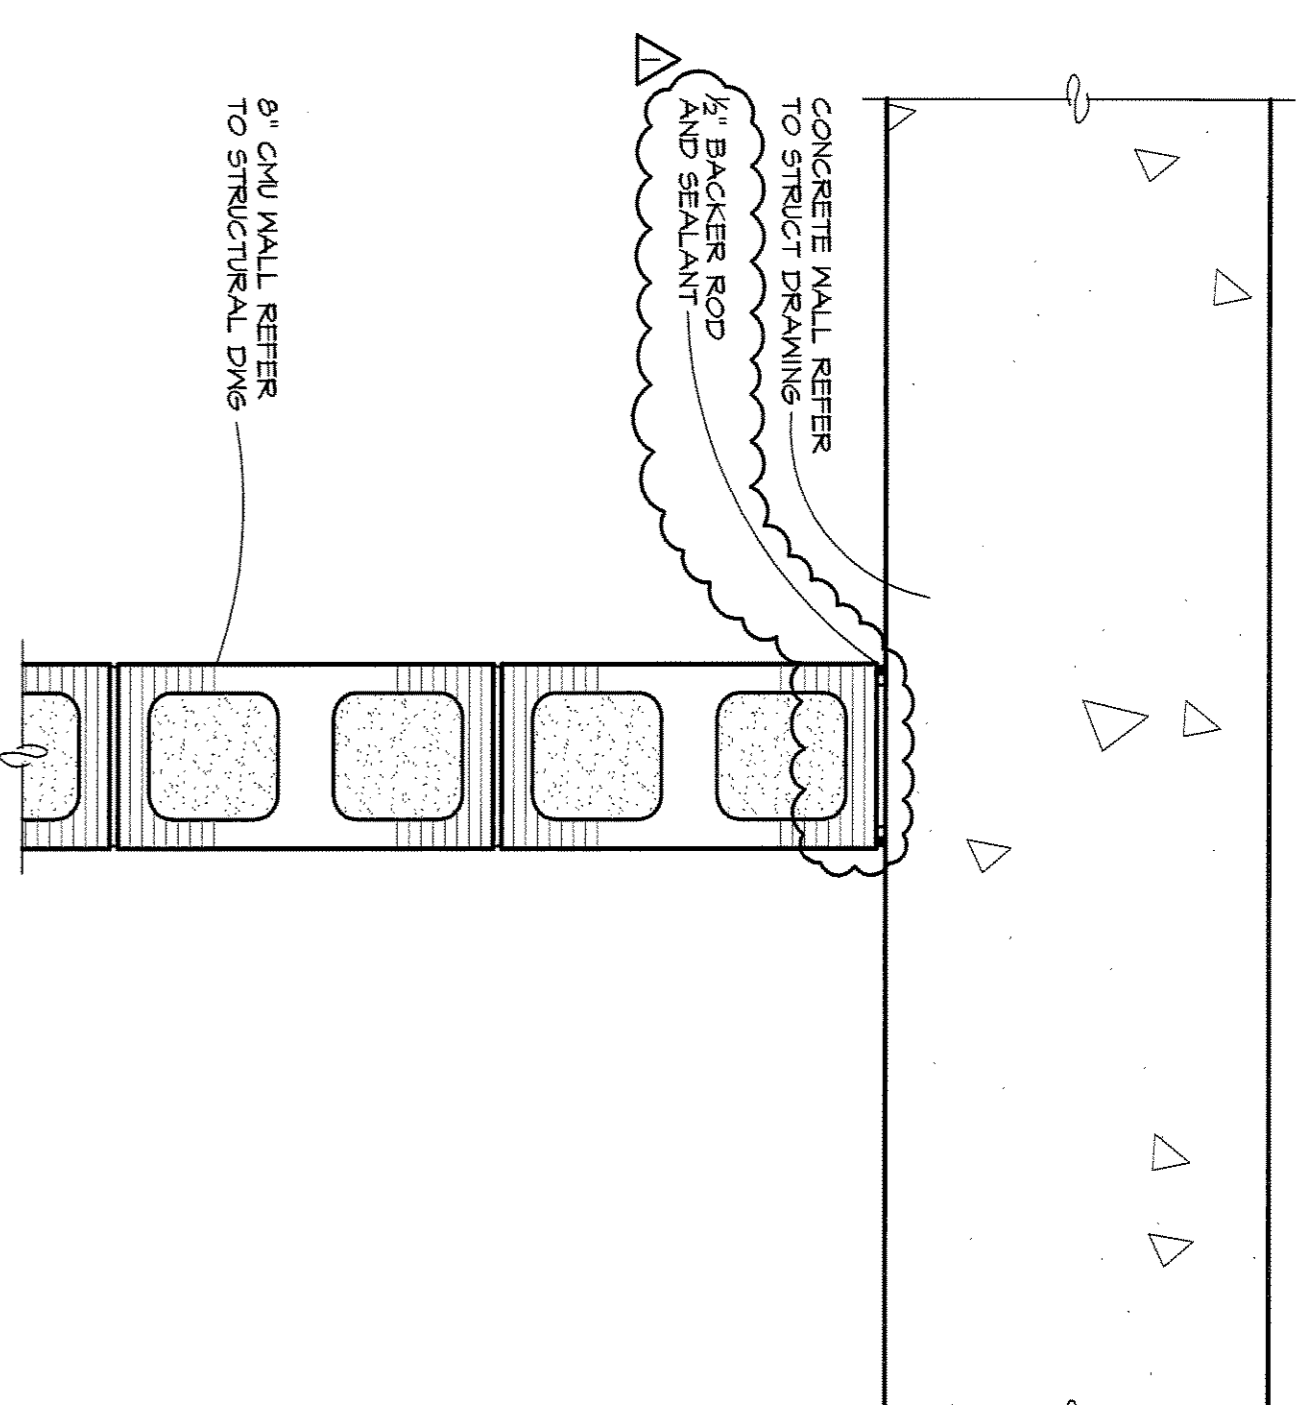 CONCRETE WALL REFER
TO STRUCT DRAWING
½" BACKER ROD
AND SEALANT
1
8" CMU WALL REFER
TO STRUCTURAL DWG